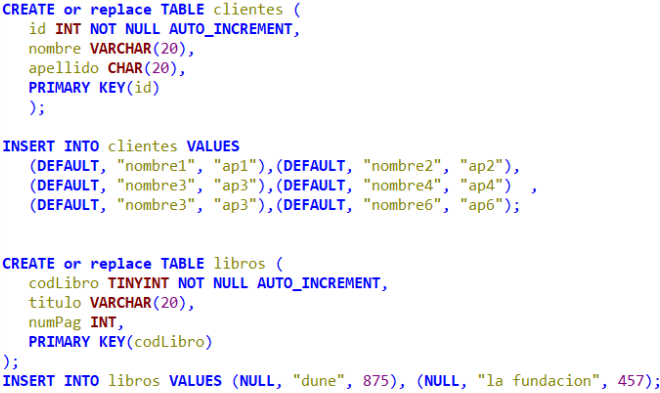 CREATE or replace TABLE clientes (
id INT NOT NULL AUTO_INCREMENT,
nombre VARCHAR(20),
apellido CHAR(20),
PRIMARY KEY(id)
);
INSERT INTO clientes VALUES
(DEFAULT, "nombre1", "ap1"),(DEFAULT, "nombre2", "ap2"),
(DEFAULT, "nombre3", "ap3"),(DEFAULT, "nombre4", "ap4") ,
(DEFAULT, "nombre3", "ap3"),(DEFAULT, "nombre6", "ap6");
CREATE or replace TABLE libros (
codLibro TINYINT NOT NULL AUTO_INCREMENT,
titulo VARCHAR(20),
numPag INT,
PRIMARY KEY(codLibro)
);
INSERT INTO libros VALUES (NULL, "dune", 875), (NULL, "la fundacion", 457);